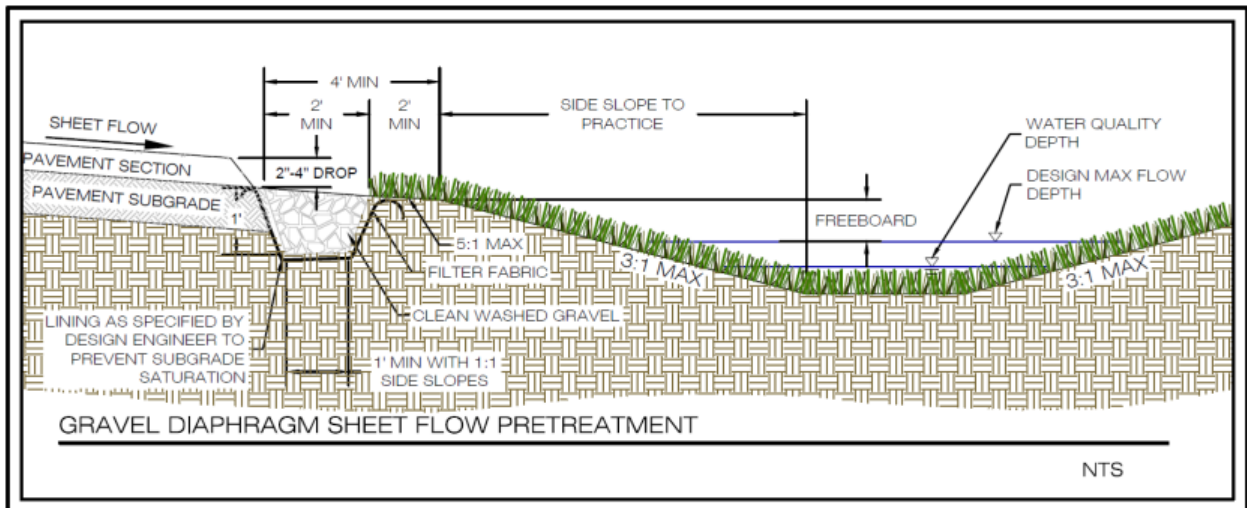 4' MIN
2'
MIN
2'
MIN
SIDE SLOPE TO
PRACTICE
SHEET FLOW
WATER QUALITY
DEPTH
PAVEMENT SECTION
2"-4" DROP
DESIGN MAX FLOW
DEPTH
PAVEMENT SUBGRADE
1'
FREEBOARD
5:1 MAX
3:1 MAX
3:1 MAX
FILTER FABRIC
CLEAN WASHED GRAVEL
LINING AS SPECIFIED BY
DESIGN ENGINEER TO
PREVENT SUBGRADE
SATURATION
1' MIN WITH 1:1
SIDE SLOPES
GRAVEL DIAPHRAGM SHEET FLOW PRETREATMENT
NTS